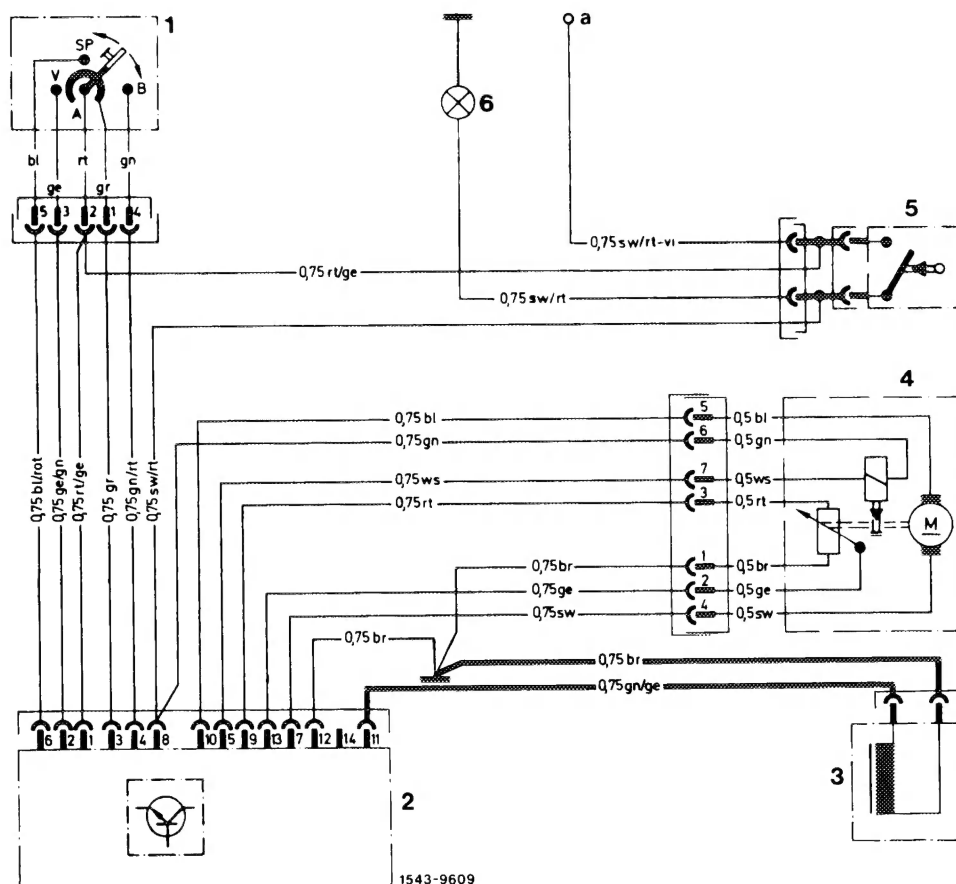 1
SP
V
B
A
a
6
bl
rt
gn
ge
gr
5 3 2 1 4
5
0,75 sw/rt-vi
0,75 rt/ge
0,75 sw/rt
4
0,75 bl
5
0,5 bl
0,75 gn
6
0,5 gn
0,75 ws
7
0,5 ws
0,75 rt
3
0,5 rt
M
0,75 br
1
0,5 br
0,75 ge
2
0,5 ge
0,75 sw
4
0,5 sw
0,75 bl/rot
0,75 ge/gn
0,75 rt/ge
0,75 gr
0,75 gn/rt
0,75 sw/rt
0,75 br
0,75 br
0,75 gn/ge
6 2 1 3 4 8 10 5 9 13 7 12 14 11
2
3
1543-9609